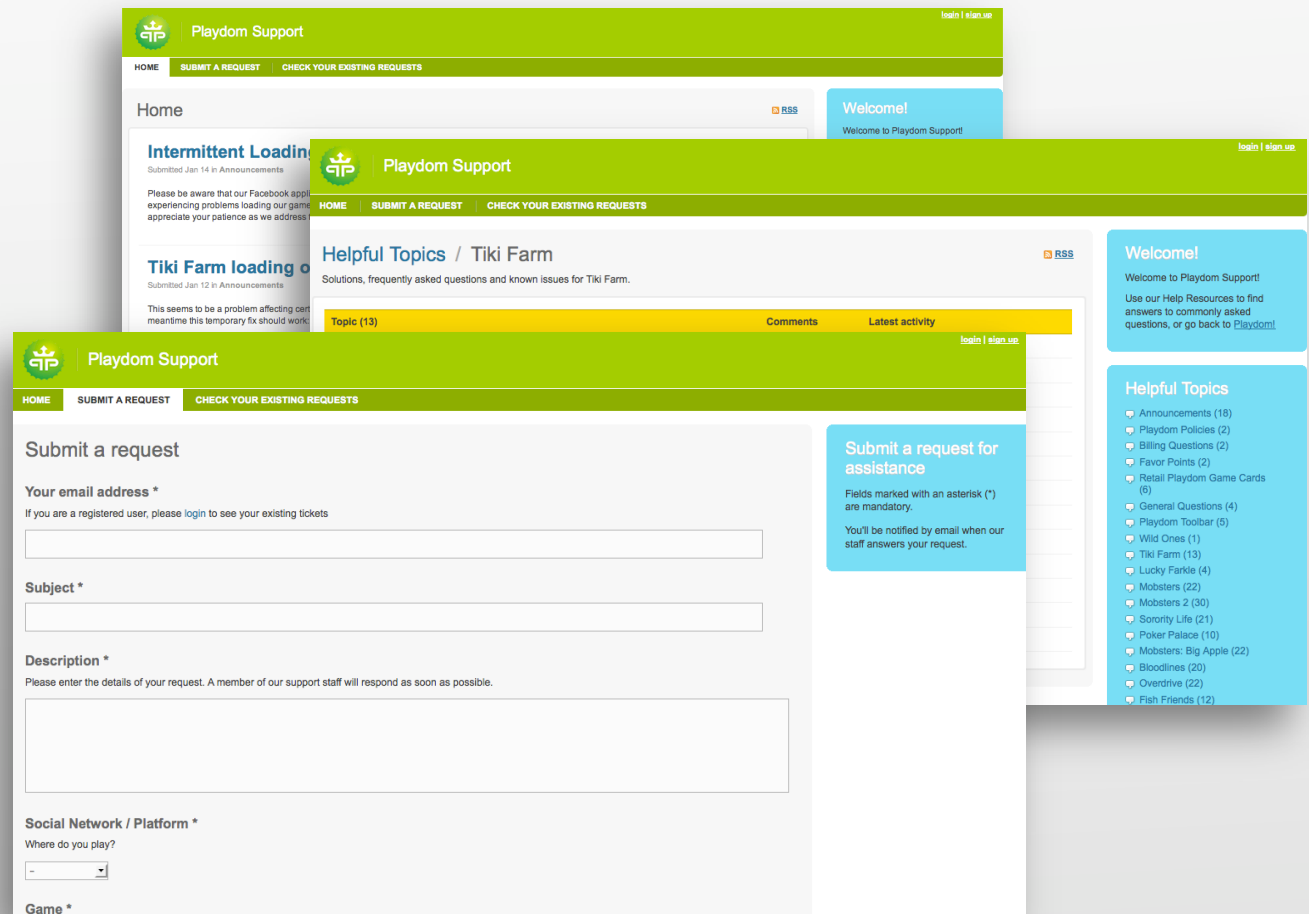 login | sign up
Playdom Support
HOME SUBMIT A REQUEST CHECK YOUR EXISTING REQUESTS
Home
RSS
Intermittent Loading
Submitted Jan 14 in Announcements
Please be aware that our Facebook appli
experiencing problems loading our game
appreciate your patience as we address
Tiki Farm loading o
Submitted Jan 12 in Announcements
This seems to be a problem affecting cert
meantime this temporary fix should work:
Welcome!
Welcome to Playdom Support!
login | sign up
Playdom Support
HOME SUBMIT A REQUEST CHECK YOUR EXISTING REQUESTS
Helpful Topics / Tiki Farm
RSS
Solutions, frequently asked questions and known issues for Tiki Farm.
Topic (13) Comments Latest activity
Welcome!
Welcome to Playdom Support!
Use our Help Resources to find
answers to commonly asked
questions, or go back to Playdom!
Helpful Topics
Announcements (18)
Playdom Policies (2)
Billing Questions (2)
Favor Points (2)
Retail Playdom Game Cards
(6)
General Questions (4)
Playdom Toolbar (5)
Wild Ones (1)
Tiki Farm (13)
Lucky Farkle (4)
Mobsters (22)
Mobsters 2 (30)
Sorority Life (21)
Poker Palace (10)
Mobsters: Big Apple (22)
Bloodlines (20)
Overdrive (22)
Fish Friends (12)
login | sign up
Playdom Support
HOME SUBMIT A REQUEST CHECK YOUR EXISTING REQUESTS
Submit a request
Your email address *
If you are a registered user, please login to see your existing tickets
Subject *
Description *
Please enter the details of your request. A member of our support staff will respond as soon as possible.
Social Network / Platform *
Where do you play?
-
Game *
Submit a request for
assistance
Fields marked with an asterisk (*)
are mandatory.
You'll be notified by email when our
staff answers your request.